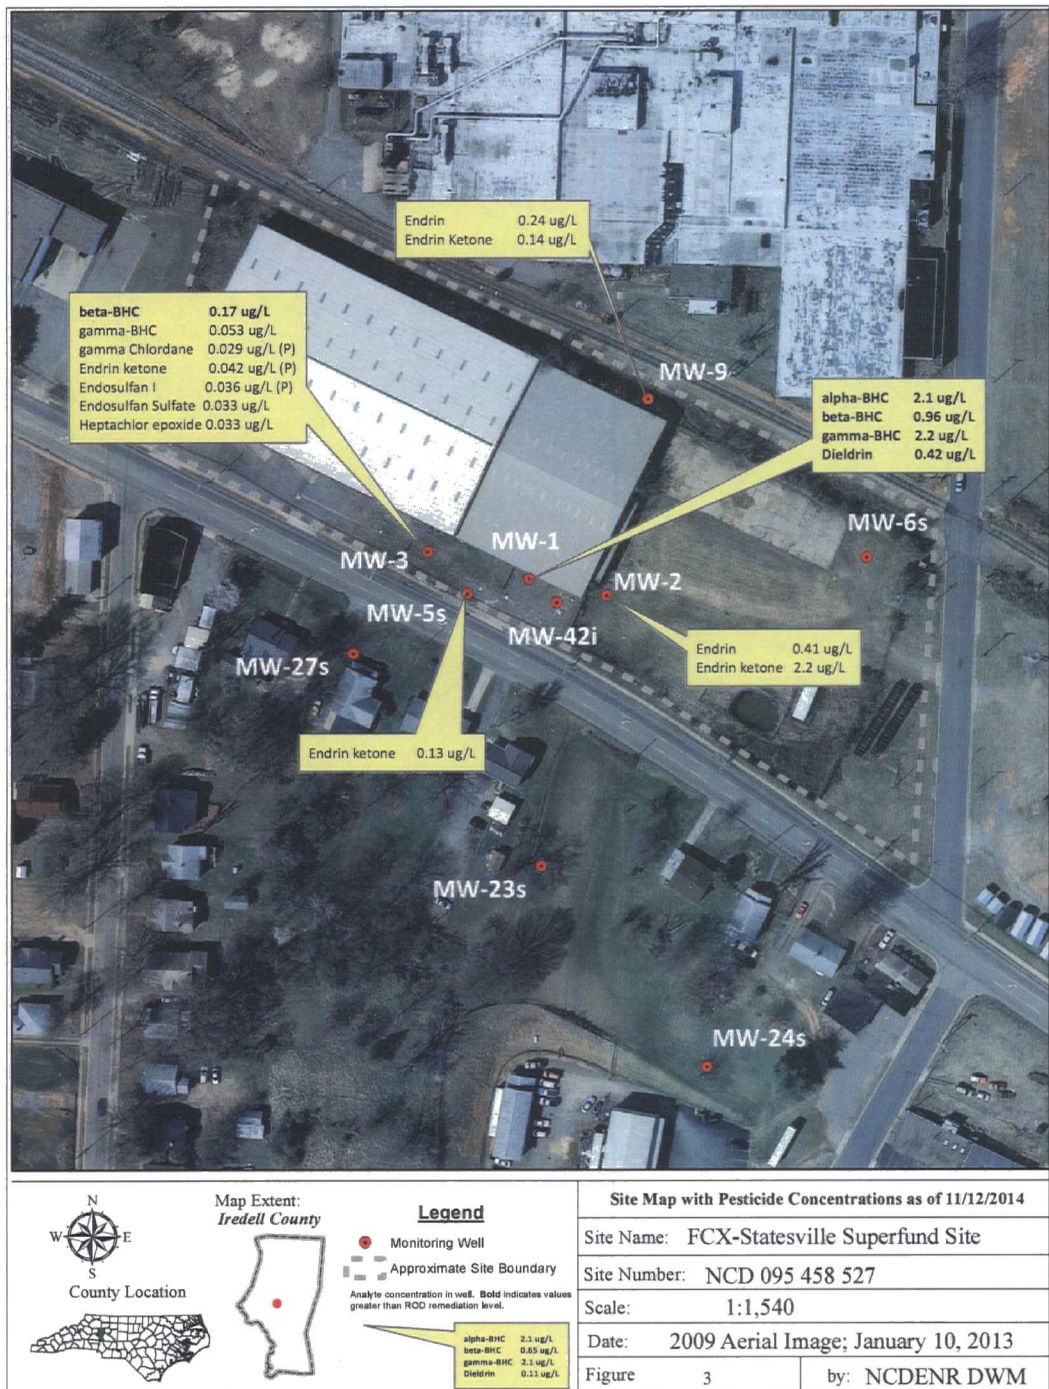 Endrin 0.24 ug/L
Endrin Ketone 0.14 ug/L
beta-BHC 0.17 ug/L
gamma-BHC 0.053 ug/L
gamma Chlordane 0.029 ug/L (P)
Endrin ketone 0.042 ug/L (P)
Endosulfan I 0.036 ug/L (P)
Endosulfan Sulfate 0.033 ug/L
Heptachlor epoxide 0.033 ug/L
MW-9
alpha-BHC 2.1 ug/L
beta-BHC 0.96 ug/L
gamma-BHC 2.2 ug/L
Dieldrin 0.42 ug/L
MW-6s
MW-1
MW-3
MW-2
MW-5s
MW-42i
Endrin 0.41 ug/L
Endrin ketone 2.2 ug/L
MW-27s
Endrin ketone 0.13 ug/L
MW-23s
MW-24s
N
W E
S
County Location
Map Extent:
Iredell County
Legend
Monitoring Well
Approximate Site Boundary
Analyte concentration in well. Bold indicates values
greater than ROD remediation level.
alpha-BHC 2.1 ug/L
beta-BHC 0.65 ug/L
gamma-BHC 2.1 ug/L
Dieldrin 0.11 ug/L
Site Map with Pesticide Concentrations as of 11/12/2014
Site Name: FCX-Statesville Superfund Site
Site Number: NCD 095 458 527
Scale: 1:1,540
Date: 2009 Aerial Image; January 10, 2013
Figure 3 by: NCDENR DWM